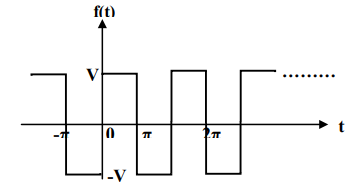 f(t)
V
.........
-π 0 π 2π t
-V